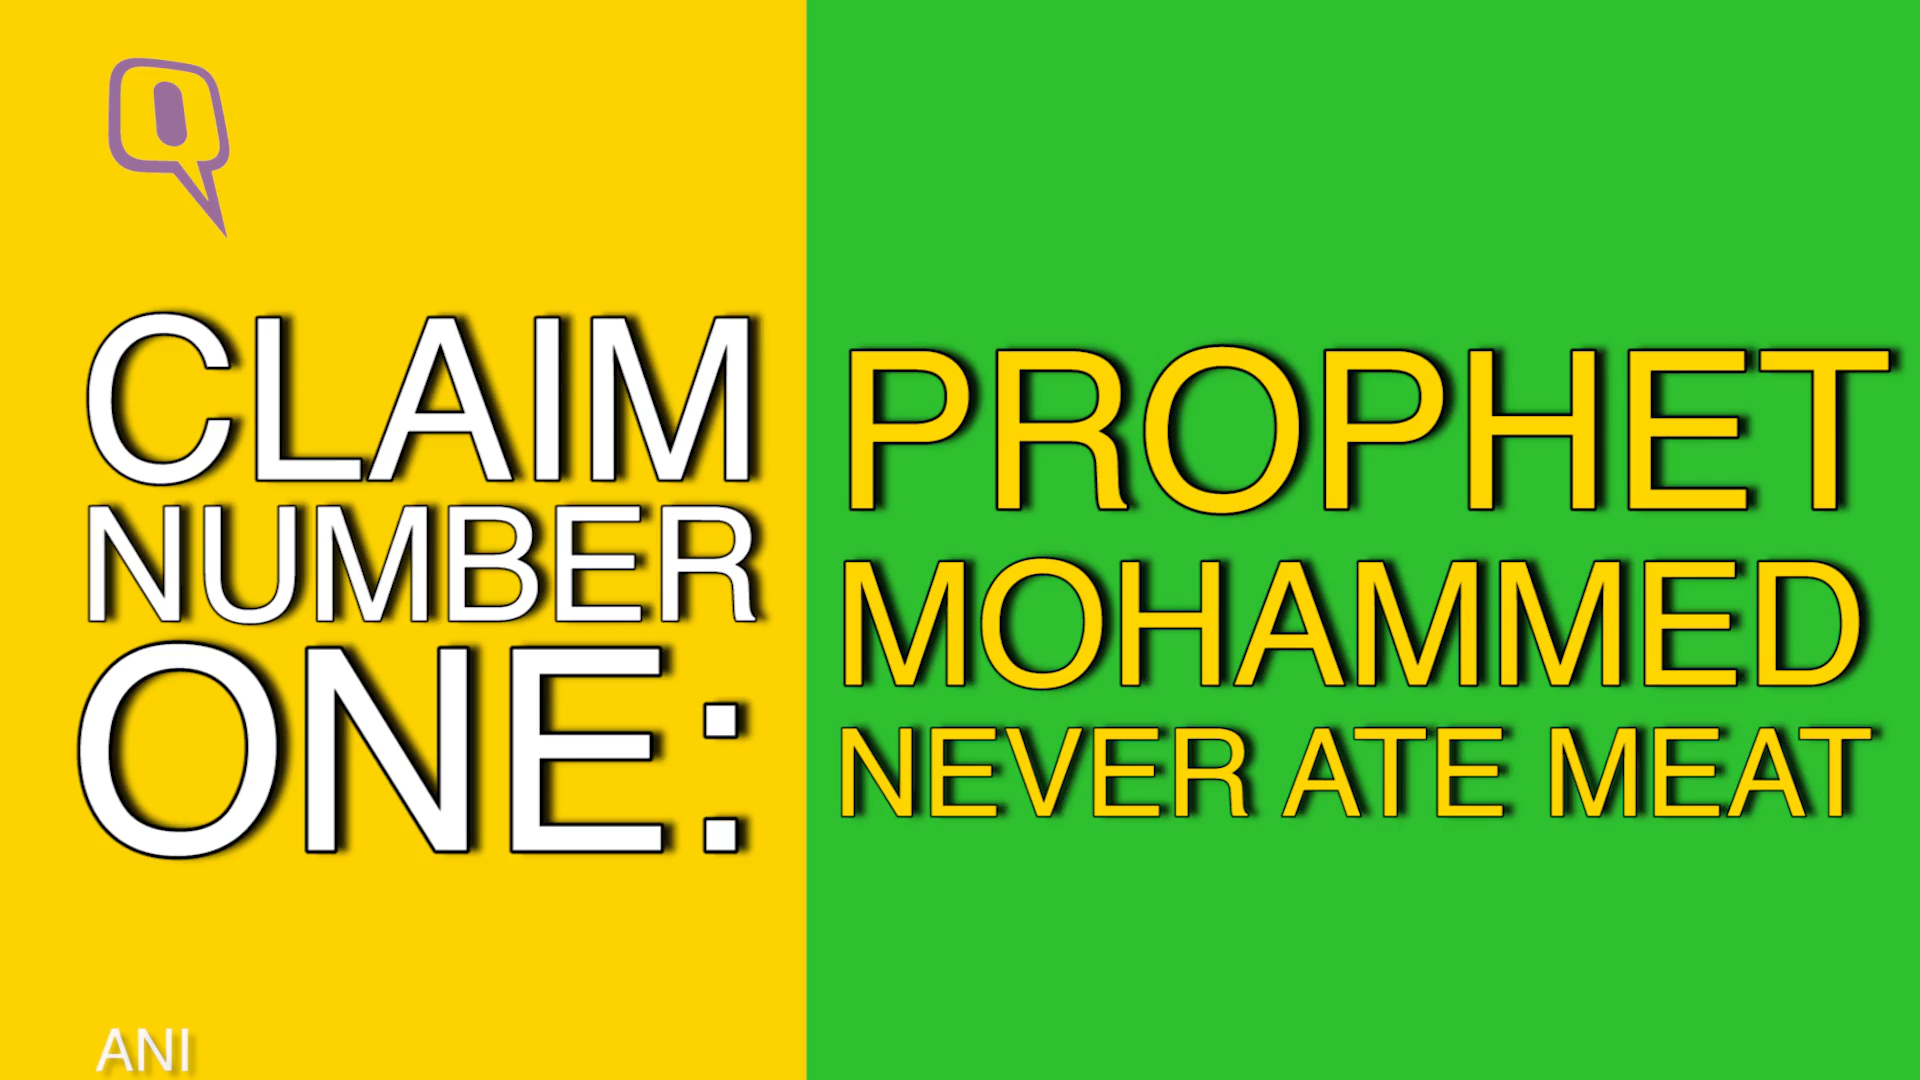 CLAIM
NUMBER
ONE:
PROPHET
MOHAMMED
NEVER ATE MEAT
ANI